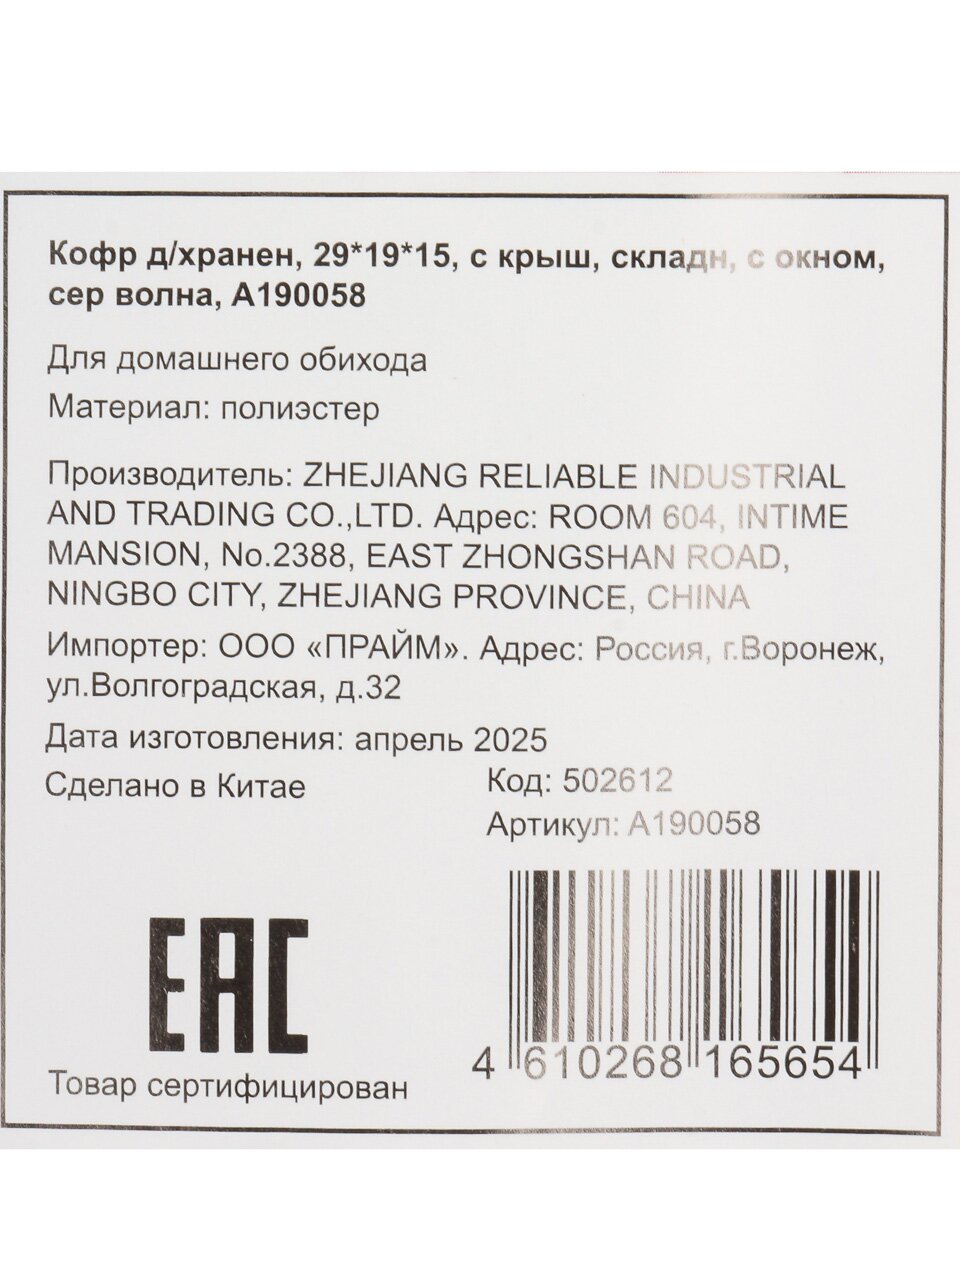 Кофр д/хранен, 29*19*15, с крыш, складн, с окном,
сер волна, А190058
Для домашнего обихода
Материал: полиэстер
Производитель: ZHEJIANG RELIABLE INDUSTRIAL
AND TRADING CO.,LTD. Адрес: ROOM 604, INTIME
MANSION, No.2388, EAST ZHONGSHAN ROAD,
NINGBO CITY, ZHEJIANG PROVINCE, CHINA
Импортер: ООО «ПРАЙМ». Адрес: Россия, г.Воронеж,
ул.Волгоградская, д.32
Дата изготовления: апрель 2025
Сделано в Китае
Код: 502612
Артикул: А190058
EAC
Товар сертифицирован
4 610268 165654